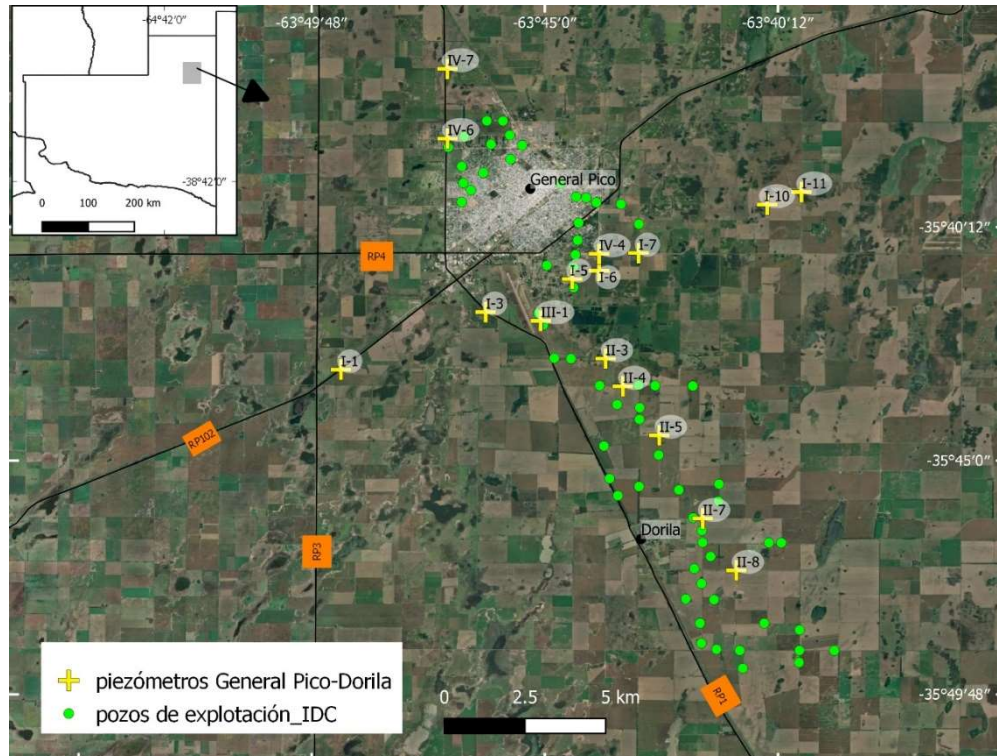 -64°42'0"
-63°49'48"
-63°45'0"
-63°40'12"
IV-7
IV-6
General Pico
-38°42'0"
I-11
I-10
0 100 200 km
-35°40'12"
IV-4
I-7
RP4
I-5
I-6
I-3
III-1
II-3
I-1
II-4
RP102
II-5
-35°45'0"
II-7
Dorila
RP3
II-8
piezómetros General Pico-Dorila
pozos de explotación_IDC
RP1
-35°49'48"
0 2.5 5 km